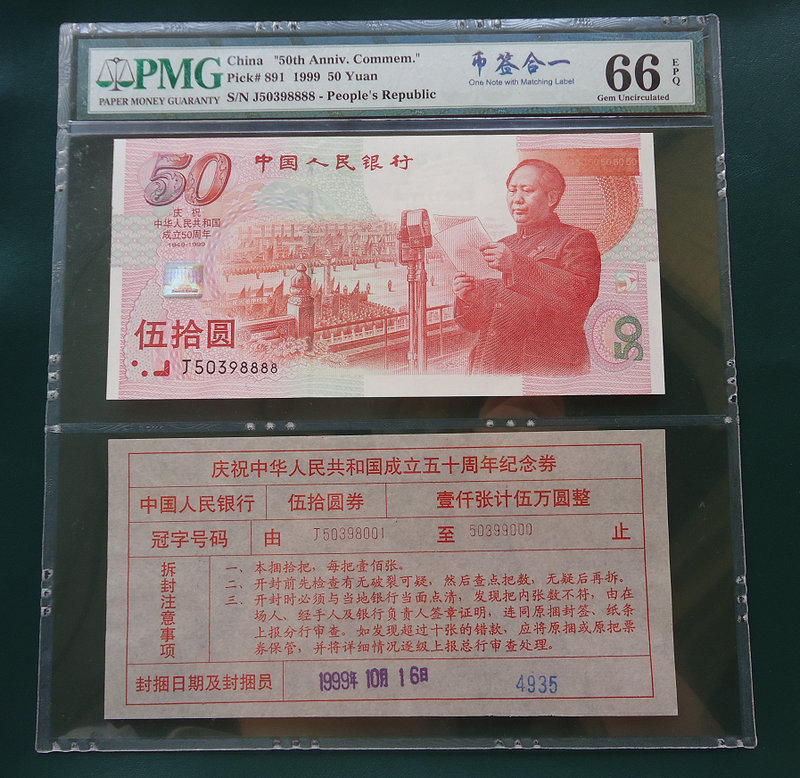 PMG
PAPER MONEY GUARANTY
China "50th Anniv. Commem."
Pick# 891 1999 50 Yuan
S/N J50398888 - People's Republic
币签合一
One Note with Matching Label
66
EPQ
Gem Uncirculated
50
中国人民银行
庆祝
中华人民共和国
成立50周年
1949-1999
伍拾圆
J50398888
50
庆祝中华人民共和国成立五十周年纪念券
中国人民银行 伍拾圆券 壹仟张计伍万圆整
冠字号码 由 J50398001 至 50399000 止
拆封注意事项
一、本捆拾把，每把壹佰张。
二、开封前先检查有无破裂可疑，然后查点把数，无疑后再拆。
三、开封时必须与当地银行当面点清，发现把内张数不符，由在
场人、经手人及银行负责人签章证明，连同原捆封签、纸条
上报分行审查。如发现超过十张的错款，应将原捆或原把票
券保管，并将详细情况逐级上报总行审查处理。
封捆日期及封捆员 1999年10月16日 4935